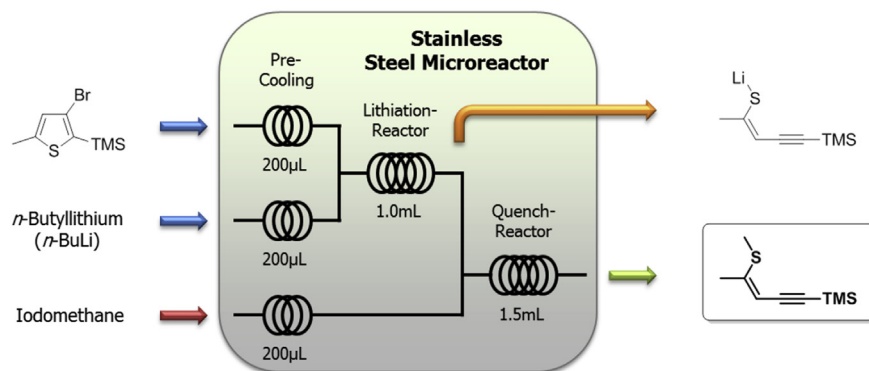 Stainless
Steel Microreactor
Pre-
Cooling
Br
TMS
S
200µL
Lithiation-
Reactor
1.0mL
Li
S
TMS
n-Butyllithium
(n-BuLi)
200µL
Quench-
Reactor
1.5mL
S
TMS
Iodomethane
200µL